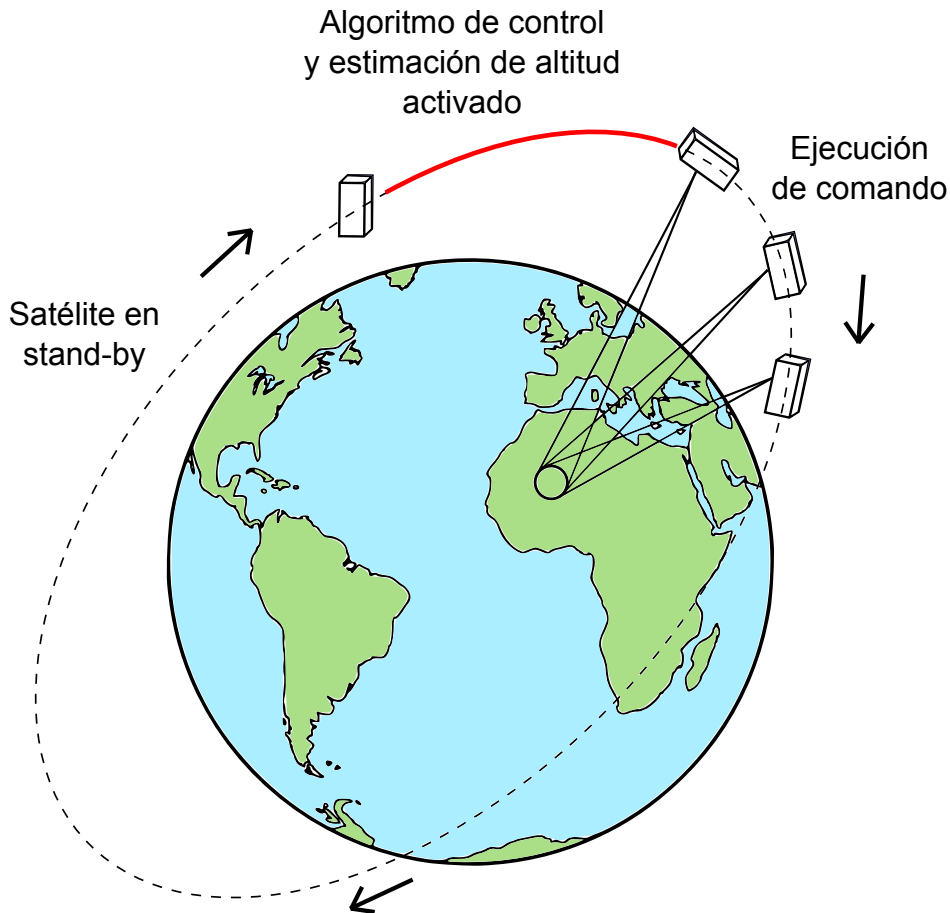 Algoritmo de control
y estimación de altitud
activado
Ejecución
de comando
Satélite en
stand-by